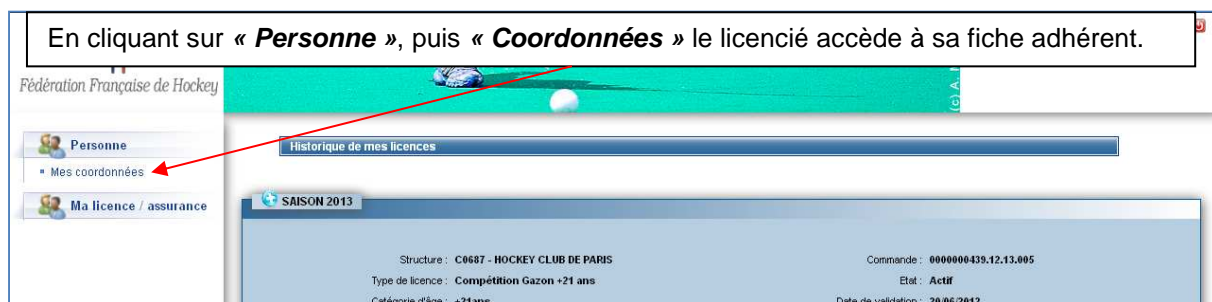 En cliquant sur « Personne », puis « Coordonnées » le licencié accède à sa fiche adhérent.
Fédération Française de Hockey
(c) A. M
Personne
Mes coordonnées
Ma licence / assurance
Historique de mes licences
SAISON 2013
Structure : C0687 - HOCKEY CLUB DE PARIS
Commande : 0000000439.12.13.005
Type de licence : Compétition Gazon +21 ans
Etat : Actif
Catégorie d'âge : +21ans
Date de validation : 20/06/2012